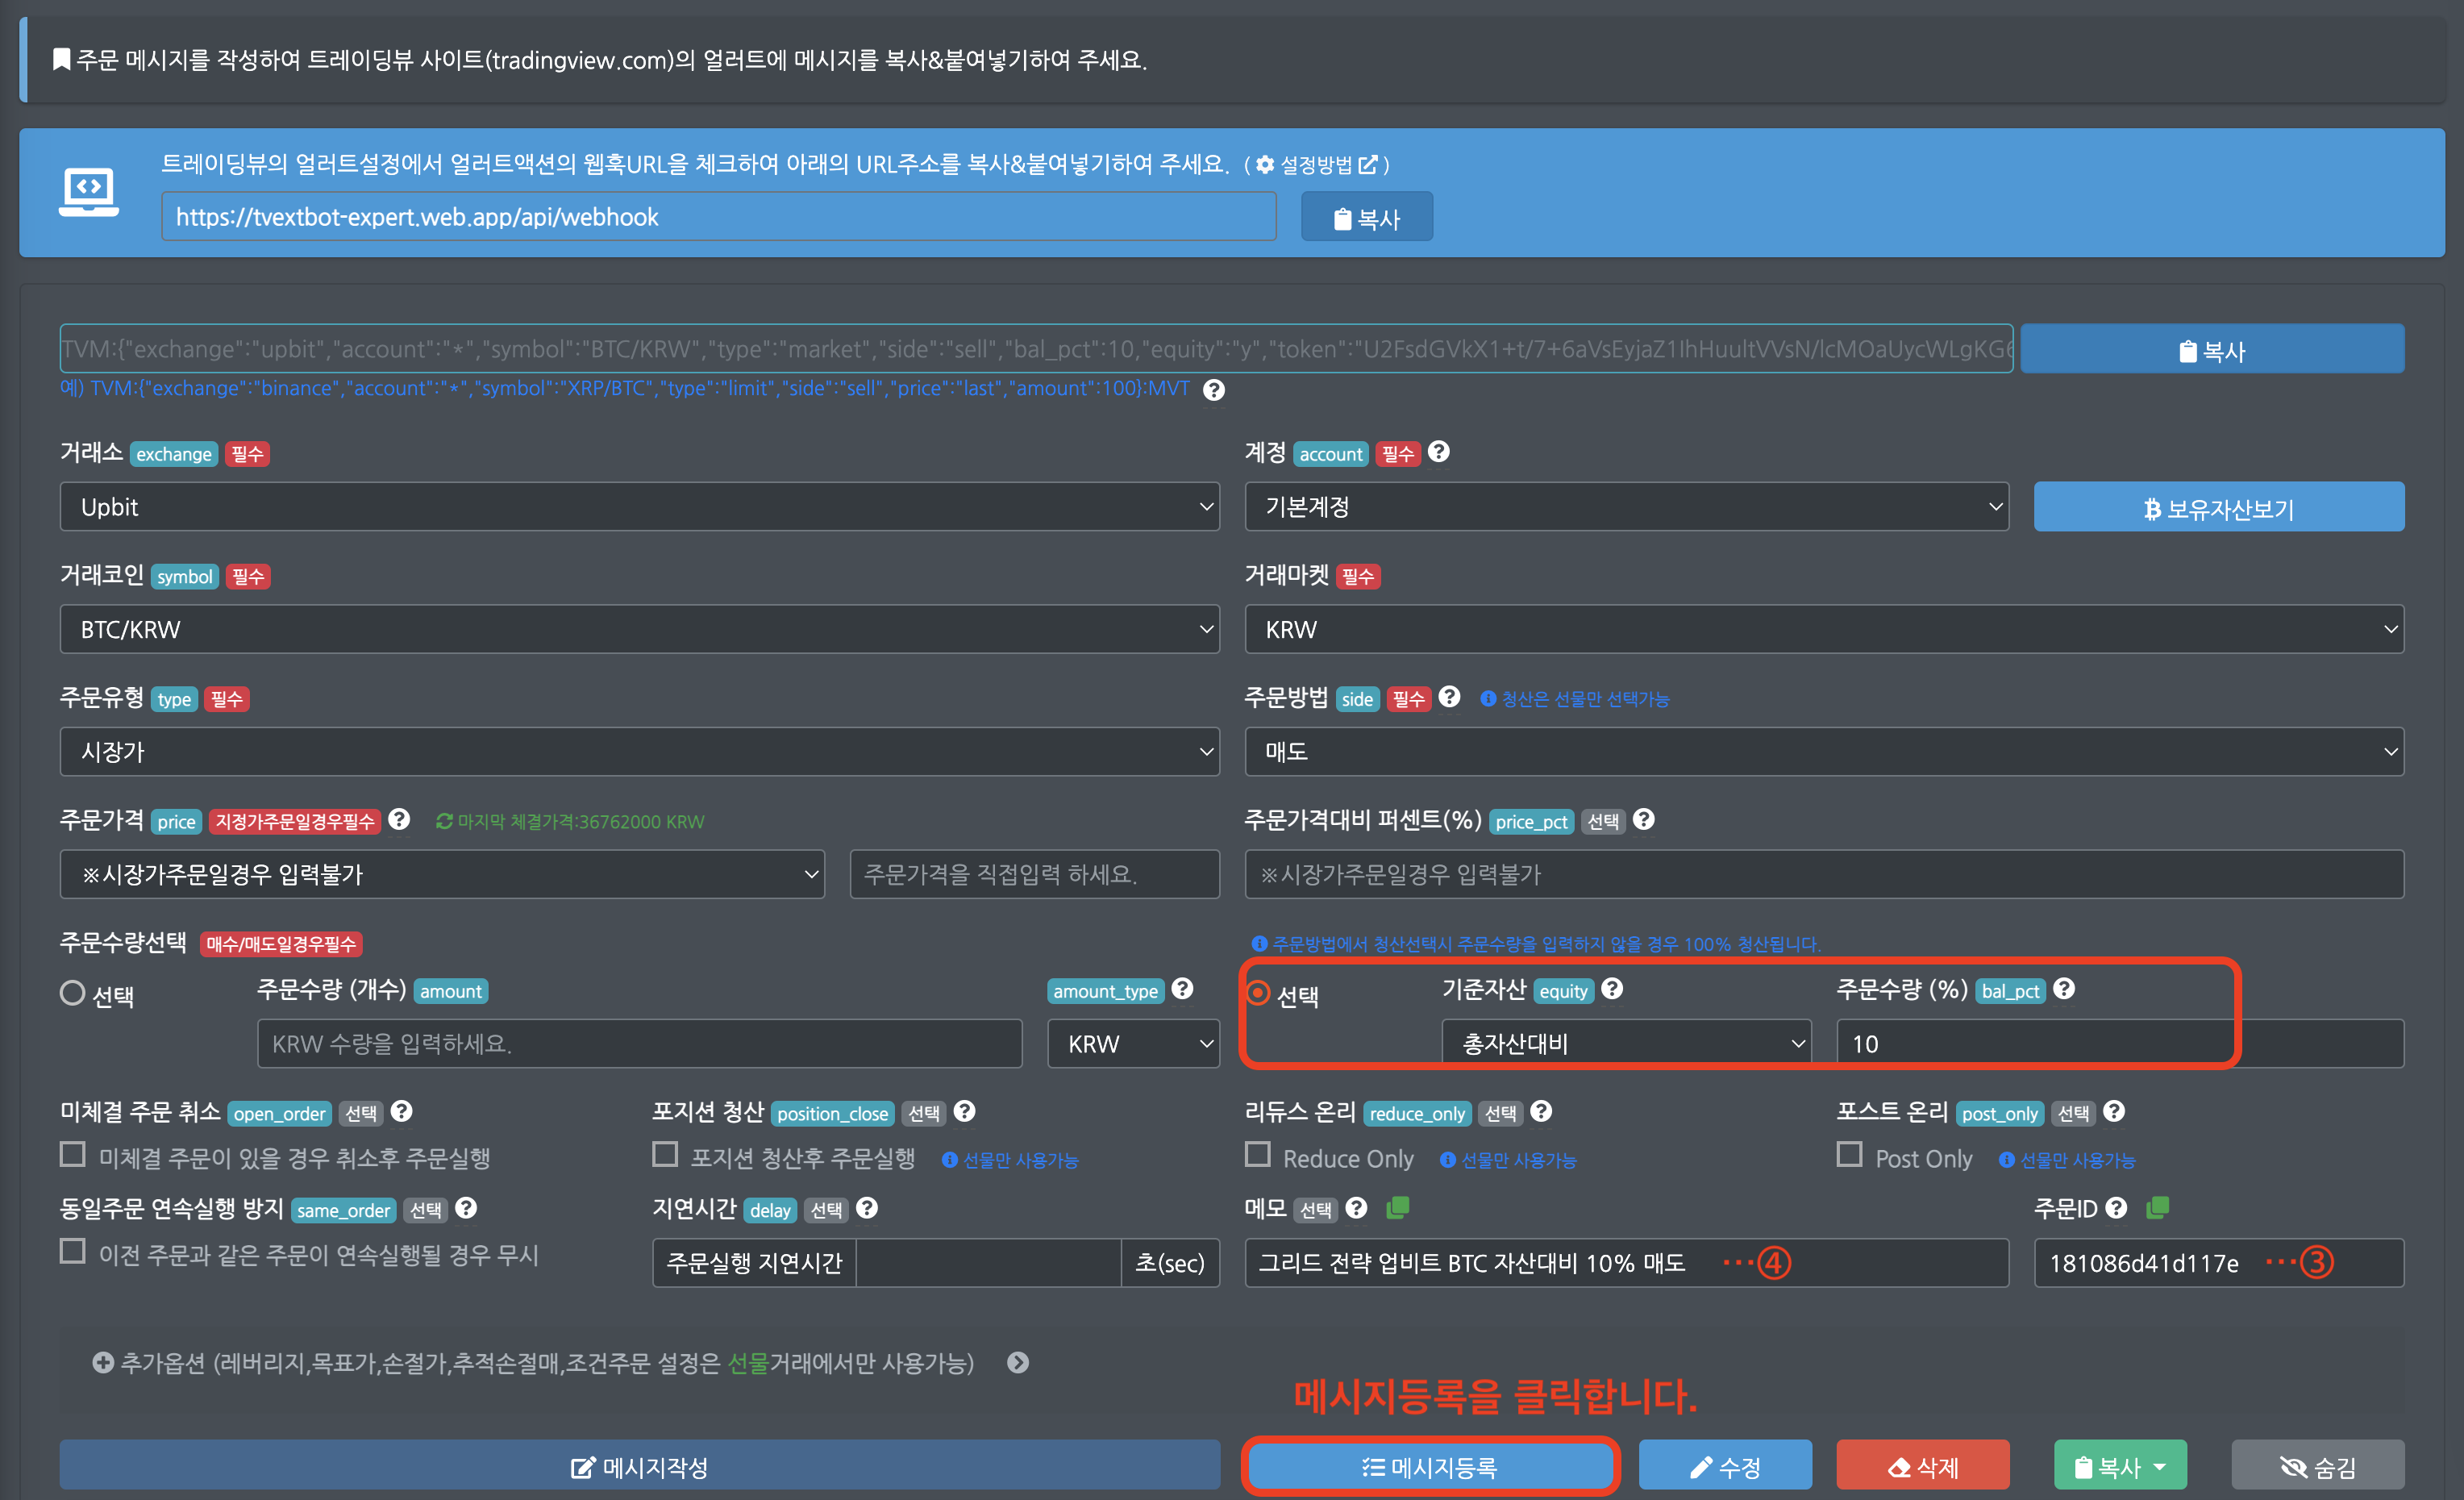 주문 메시지를 작성하여 트레이딩뷰 사이트(tradingview.com)의 얼러트에 메시지를 복사&붙여넣기하여 주세요.
트레이딩뷰의 얼러트설정에서 얼러트액션의 웹훅URL을 체크하여 아래의 URL주소를 복사&붙여넣기하여 주세요. ( 설정방법 )
https://tvextbot-expert.web.app/api/webhook 복사
TVM:{"exchange":"upbit","account":"*","symbol":"BTC/KRW","type":"market","side":"sell","bal_pct":10,"equity":"y","token": 복사
예) TVM:{"exchange":"binance","account":"*","symbol":"XRP/BTC","type":"limit","side":"sell","price":"last","amount":100}:MVT
거래소 exchange 필수 계정 account 필수
Upbit 기본계정 보유자산보기
거래코인 symbol 필수 거래마켓 필수
BTC/KRW KRW
주문유형 type 필수 주문방법 side 필수 청산은 선물만 선택가능
시장가 매도
주문가격 price 지정가주문일경우필수 마지막 체결가격:36762000 KRW 주문가격대비 퍼센트(%) price_pct 선택
※시장가주문일경우 입력불가 주문가격을 직접입력 하세요. ※시장가주문일경우 입력불가
주문수량선택 매수/매도일경우필수 주문방법에서 청산선택시 주문수량을 입력하지 않을 경우 100% 청산됩니다.
선택 주문수량 (개수) amount amount_type 선택 기준자산 equity 주문수량 (%) bal_pct
KRW 수량을 입력하세요. KRW 총자산대비 10
미체결 주문 취소 open_order 선택 포지션 청산 position_close 선택 리듀스 온리 reduce_only 선택 포스트 온리 post_only 선택
미체결 주문이 있을 경우 취소후 주문실행 포지션 청산후 주문실행 선물만 사용가능 Reduce Only 선물만 사용가능 Post Only 선물만 사용가능
동일주문 연속실행 방지 same_order 선택 지연시간 delay 선택 메모 선택 주문ID
이전 주문과 같은 주문이 연속실행될 경우 무시 주문실행 지연시간 초(sec) 그리드 전략 업비트 BTC 자산대비 10% 매도 …④ 181086d41d117e …③
추가옵션 (레버리지,목표가,손절가,추적손절매,조건주문 설정은 선물거래에서만 사용가능)
메시지등록을 클릭합니다.
메시지작성 메시지등록 수정 삭제 복사 숨김